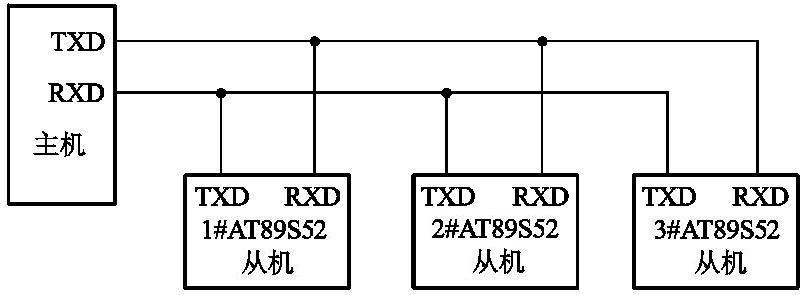 TXD
RXD
主机
TXD RXD
1#AT89S52
从机
TXD RXD
2#AT89S52
从机
TXD RXD
3#AT89S52
从机